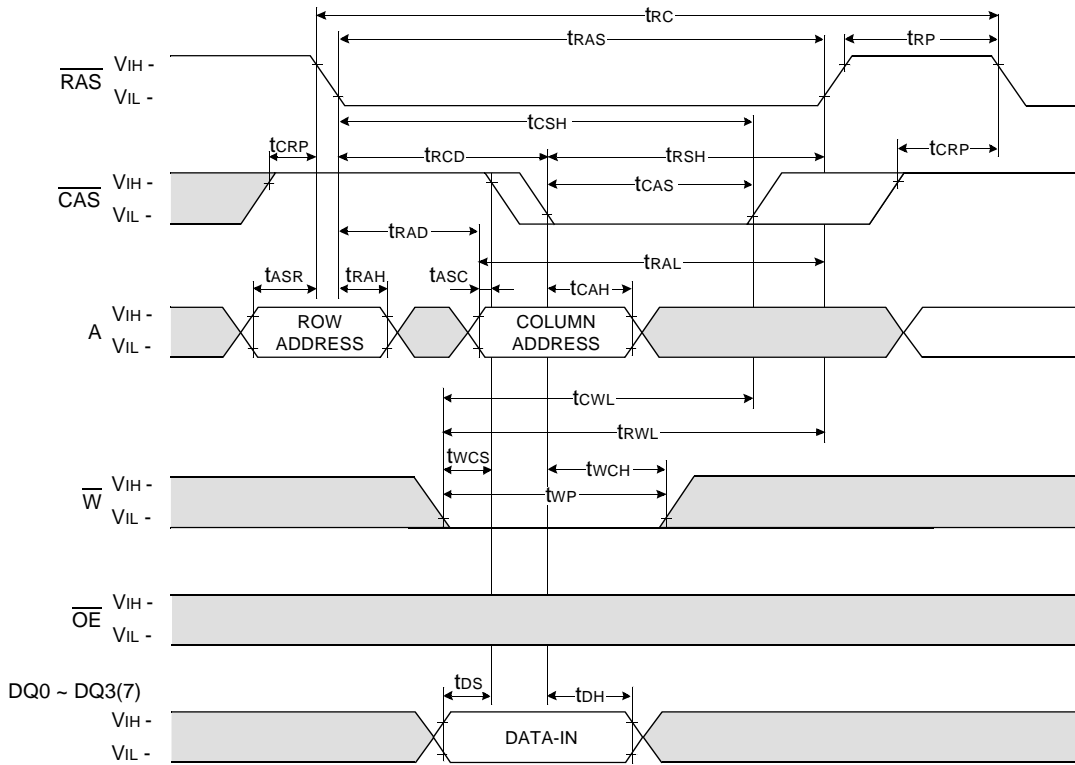 tRC
tRAS
tRP
RAS
VIH -
VIL -
tCSH
tCRP
tRCD
tRSH
tCRP
CAS
VIH -
VIL -
tCAS
tRAD
tRAL
tASR
tRAH
tASC
tCAH
A
VIH -
VIL -
ROW
ADDRESS
COLUMN
ADDRESS
tCWL
tRWL
tWCS
tWCH
W
VIH -
VIL -
tWP
OE
VIH -
VIL -
tDS
tDH
DQ0 ~ DQ3(7)
VIH -
VIL -
DATA-IN